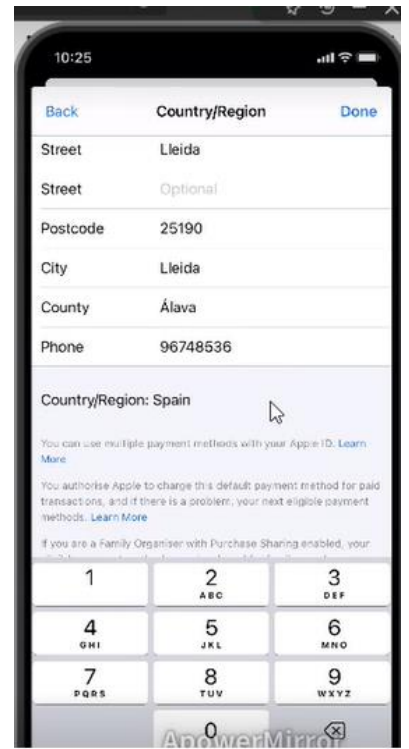 10:25
Back Country/Region Done
Street Lleida
Street Optional
Postcode 25190
City Lleida
County Álava
Phone 96748536
Country/Region: Spain
You can use multiple payment methods with your Apple ID. Learn
More
You authorise Apple to charge this default payment method for paid
transactions, and if there is a problem, your next eligible payment
methods. Learn More
If you are a Family Organiser with Purchase Sharing enabled, your
1 2 3
ABC DEF
4 5 6
GHI JKL MNO
7 8 9
PQRS TUV WXYZ
0
ApowerMirror